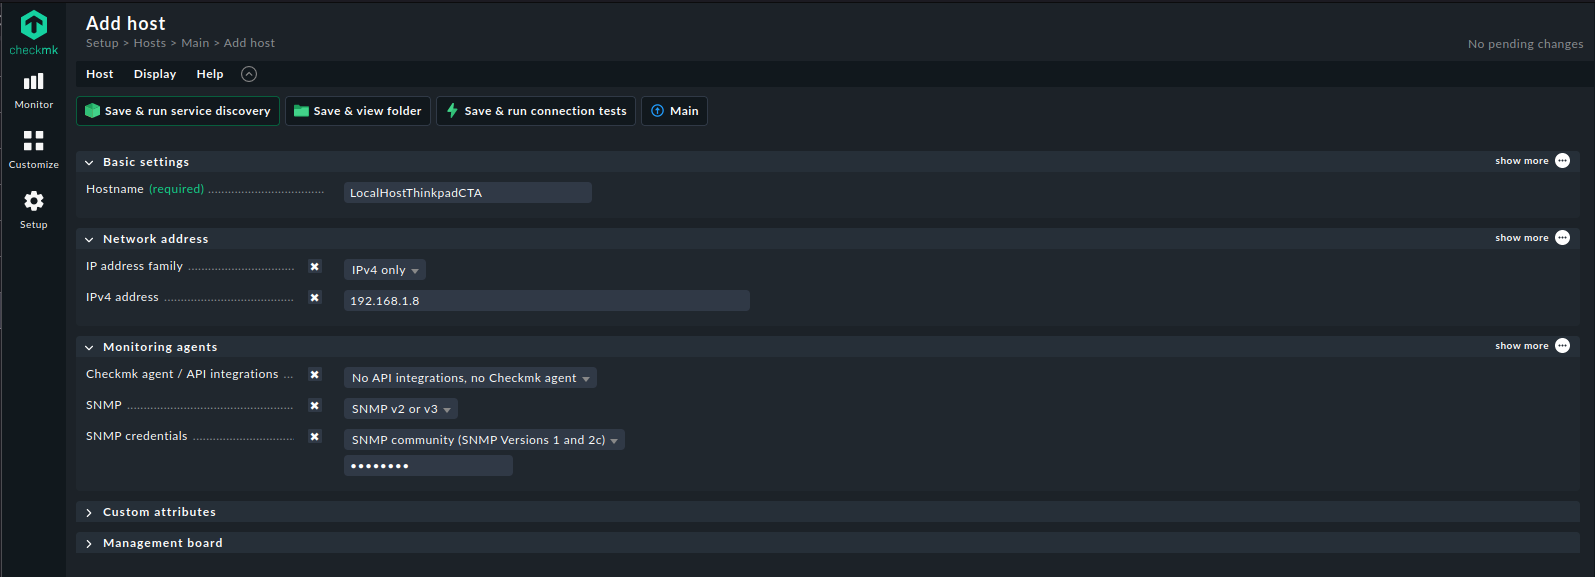 Add host
Setup > Hosts > Main > Add host
No pending changes
checkmk
Monitor
Customize
Setup
Host Display Help
Save & run service discovery Save & view folder Save & run connection tests Main
Basic settings show more
Hostname (required) LocalHostThinkpadCTA
Network address show more
IP address family IPv4 only
IPv4 address 192.168.1.8
Monitoring agents show more
Checkmk agent / API integrations ... No API integrations, no Checkmk agent
SNMP SNMP v2 or v3
SNMP credentials SNMP community (SNMP Versions 1 and 2c)
••••••••
Custom attributes
Management board